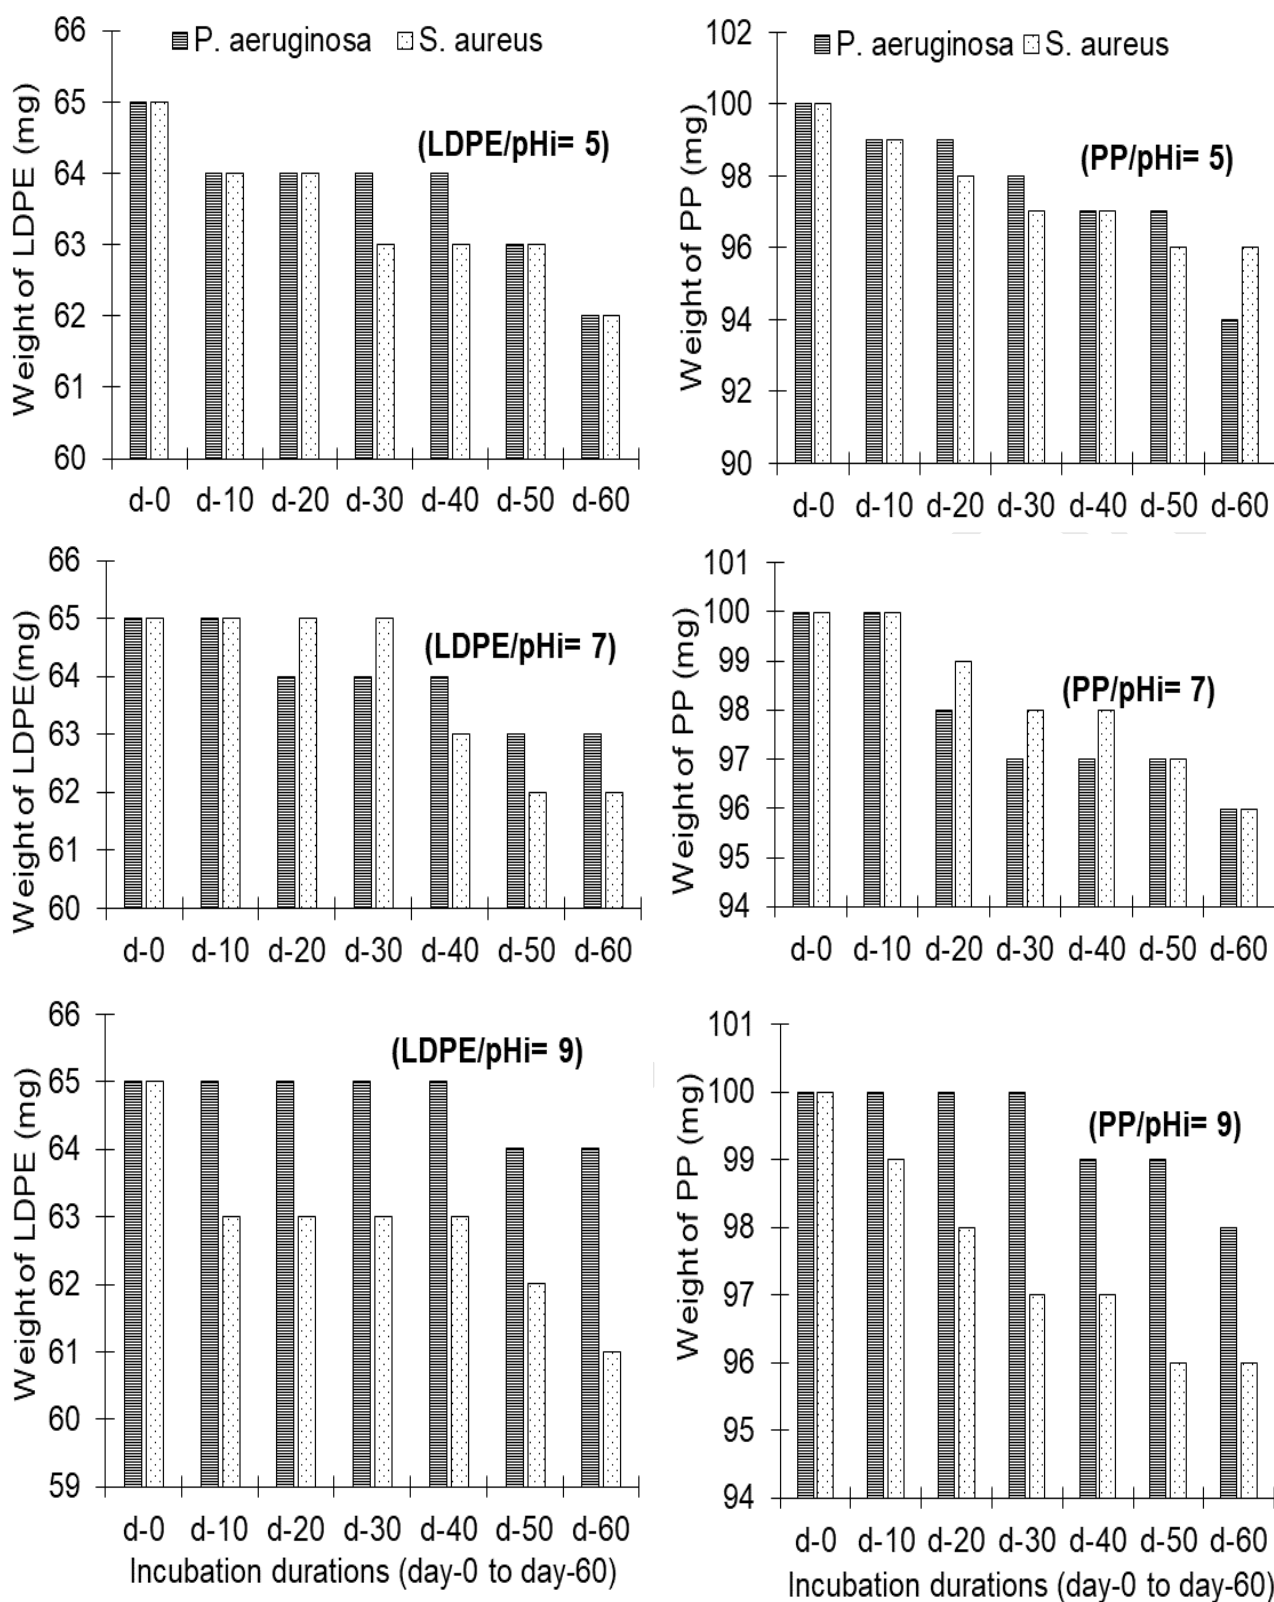 P. aeruginosa S. aureus
(LDPE/pHi= 5)
Weight of LDPE (mg)
66
65
64
63
62
61
60
d-0 d-10 d-20 d-30 d-40 d-50 d-60
P. aeruginosa S. aureus
(PP/pHi= 5)
Weight of PP (mg)
102
100
98
96
94
92
90
d-0 d-10 d-20 d-30 d-40 d-50 d-60
(LDPE/pHi= 7)
Weight of LDPE(mg)
66
65
64
63
62
61
60
d-0 d-10 d-20 d-30 d-40 d-50 d-60
(PP/pHi= 7)
Weight of PP (mg)
101
100
99
98
97
96
95
94
d-0 d-10 d-20 d-30 d-40 d-50 d-60
(LDPE/pHi= 9)
Weight of LDPE (mg)
66
65
64
63
62
61
60
59
d-0 d-10 d-20 d-30 d-40 d-50 d-60
Incubation durations (day-0 to day-60)
(PP/pHi= 9)
Weight of PP (mg)
101
100
99
98
97
96
95
94
d-0 d-10 d-20 d-30 d-40 d-50 d-60
Incubation durations (day-0 to day-60)